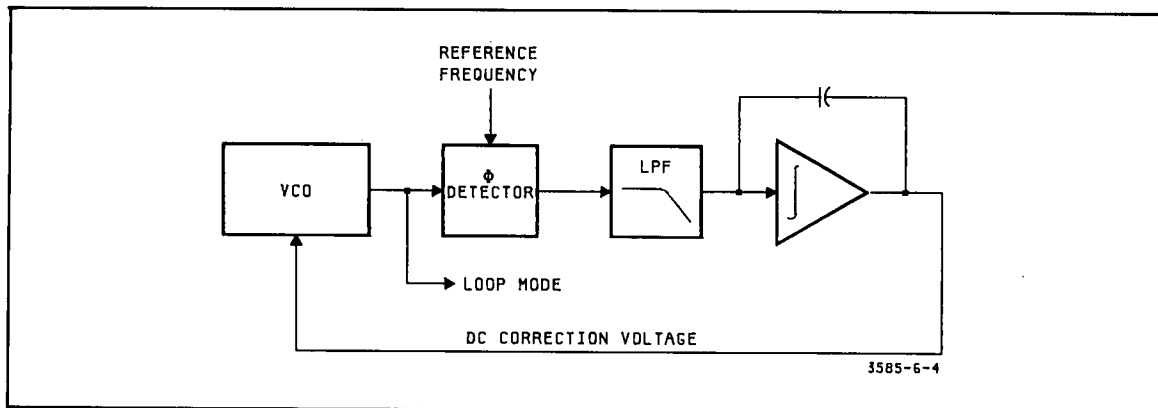 REFERENCE
FREQUENCY
VCO
Φ
DETECTOR
LPF
∫
LOOP MODE
DC CORRECTION VOLTAGE
3585-6-4